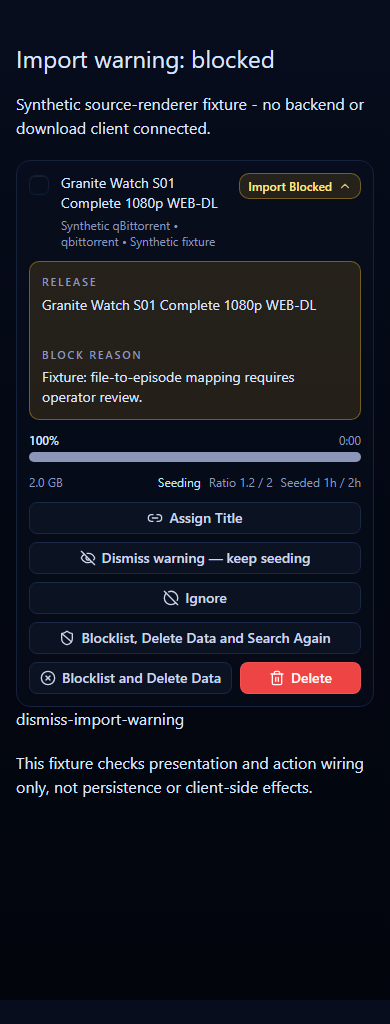 Import warning: blocked
Synthetic source-renderer fixture - no backend or
download client connected.
Granite Watch S01
Complete 1080p WEB-DL
Import Blocked
Synthetic qBittorrent •
qbittorrent • Synthetic fixture
RELEASE
Granite Watch S01 Complete 1080p WEB-DL
BLOCK REASON
Fixture: file-to-episode mapping requires
operator review.
100% 0:00
2.0 GB Seeding Ratio 1.2 / 2 Seeded 1h / 2h
Assign Title
Dismiss warning — keep seeding
Ignore
Blocklist, Delete Data and Search Again
Blocklist and Delete Data Delete
dismiss-import-warning
This fixture checks presentation and action wiring
only, not persistence or client-side effects.